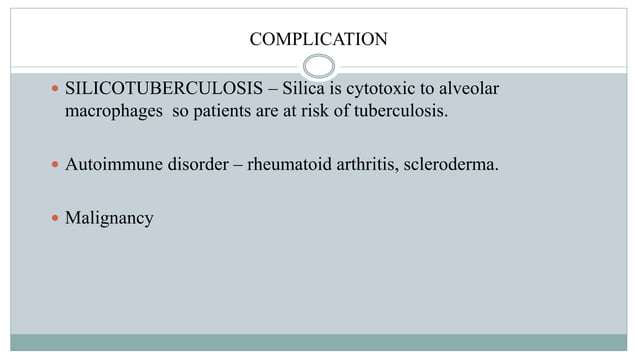 COMPLICATION
SILICOTUBERCULOSIS – Silica is cytotoxic to alveolar
macrophages  so patients are at risk of tuberculosis.
Autoimmune disorder – rheumatoid arthritis, scleroderma.
Malignancy